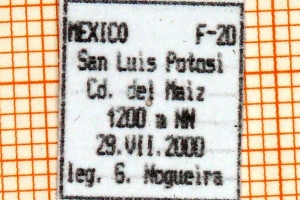 MEXICO F-20
San Luis Potosi
Cd. del Maiz
1200 m NN
29.VII.2000
leg. G. Nogueira